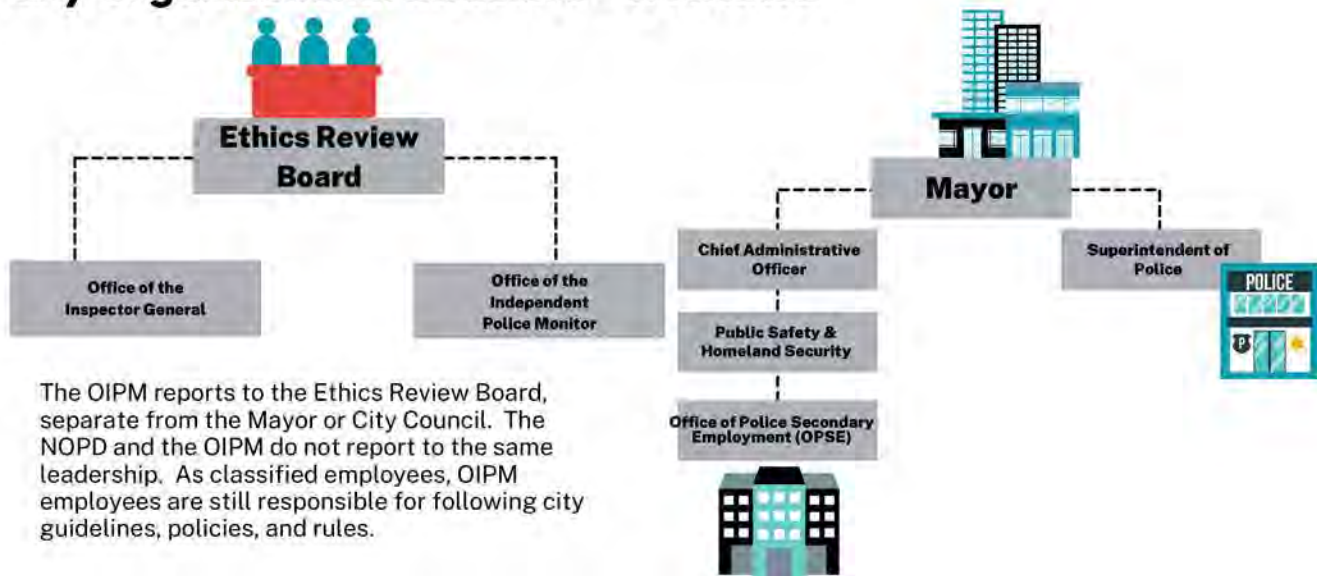 Ethics Review
Board
Office of the
Inspector General
Office of the
Independent
Police Monitor
The OIPM reports to the Ethics Review Board,
separate from the Mayor or City Council. The
NOPD and the OIPM do not report to the same
leadership. As classified employees, OIPM
employees are still responsible for following city
guidelines, policies, and rules.
Mayor
Chief Administrative
Officer
Public Safety &
Homeland Security
Office of Police Secondary
Employment (OPSE)
Superintendent of
Police
POLICE
P